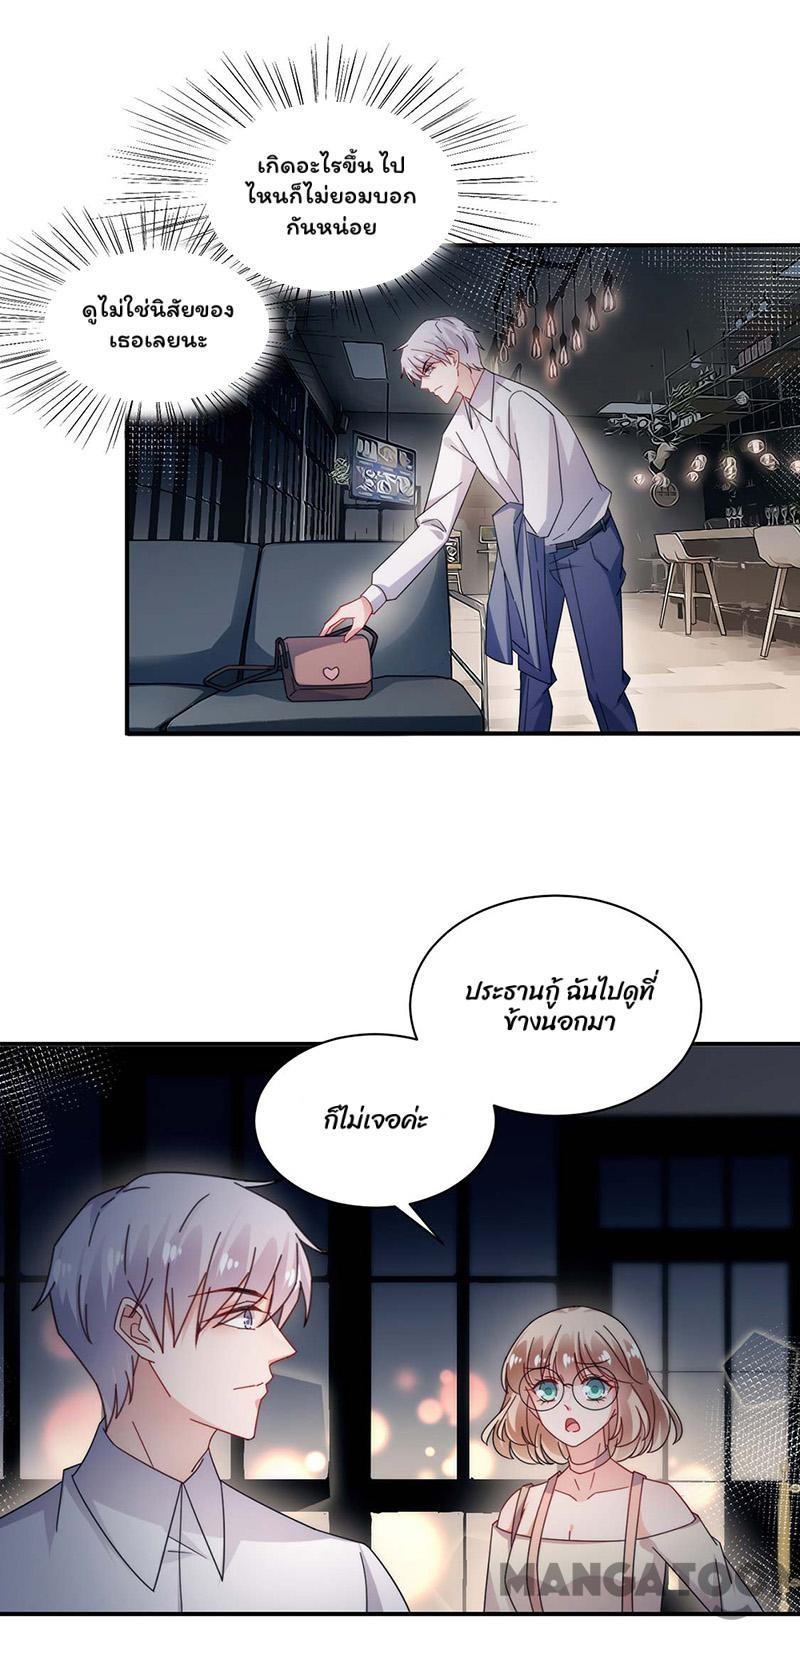 เกิดอะไรขึ้น ไป
ไหนก็ไม่ยอมบอก
กันหน่อย
ดูไม่ใช่นิสัยของ
เธอเลยนะ
ประธานกู้ ฉันไปดูที่
ข้างนอกมา
ก็ไม่เจอค่ะ
MANGATOON